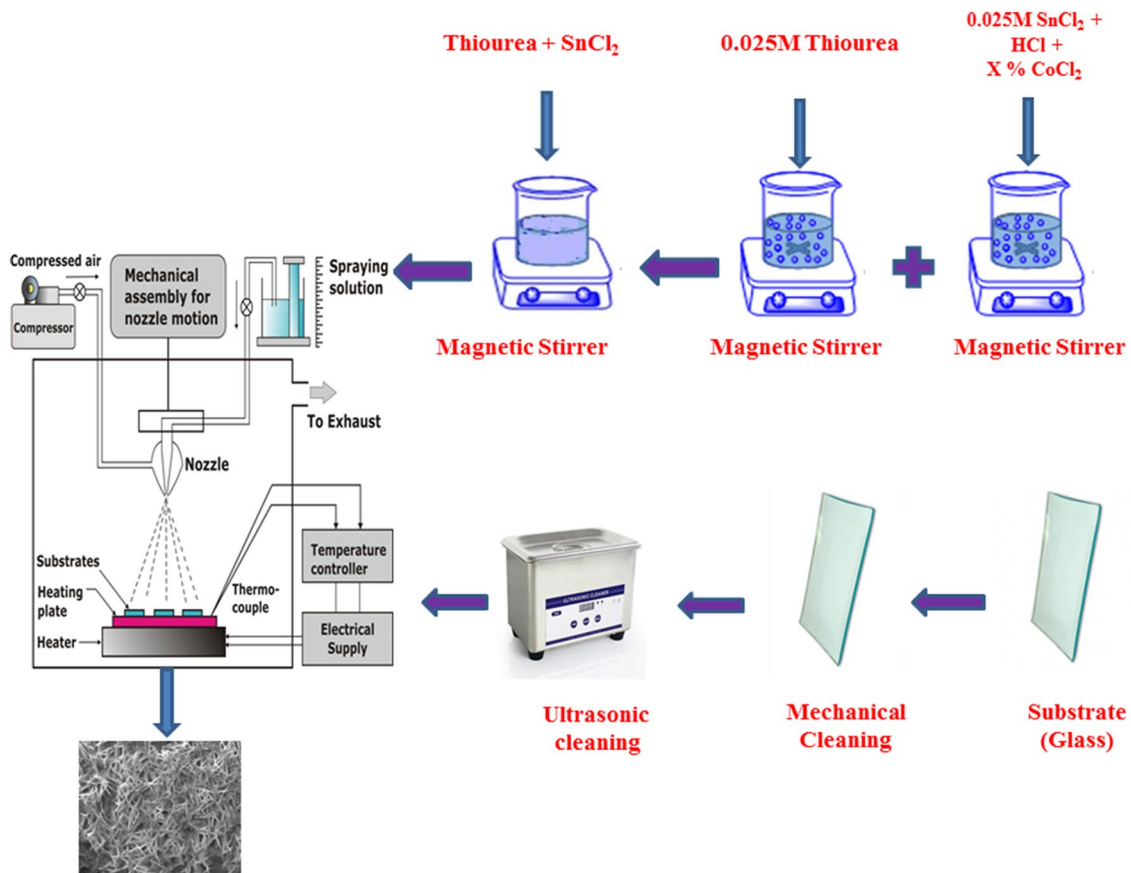 Thiourea + SnCl₂
0.025M Thiourea
0.025M SnCl₂ +
HCl +
X % CoCl₂
Magnetic Stirrer
Magnetic Stirrer
Magnetic Stirrer
Compressed air
Compressor
Mechanical
assembly for
nozzle motion
Spraying
solution
To Exhaust
Nozzle
Substrates
Heating
plate
Heater
Thermo-
couple
Temperature
controller
Electrical
Supply
ULTRASONIC CLEANER
Ultrasonic
cleaning
Mechanical
Cleaning
Substrate
(Glass)